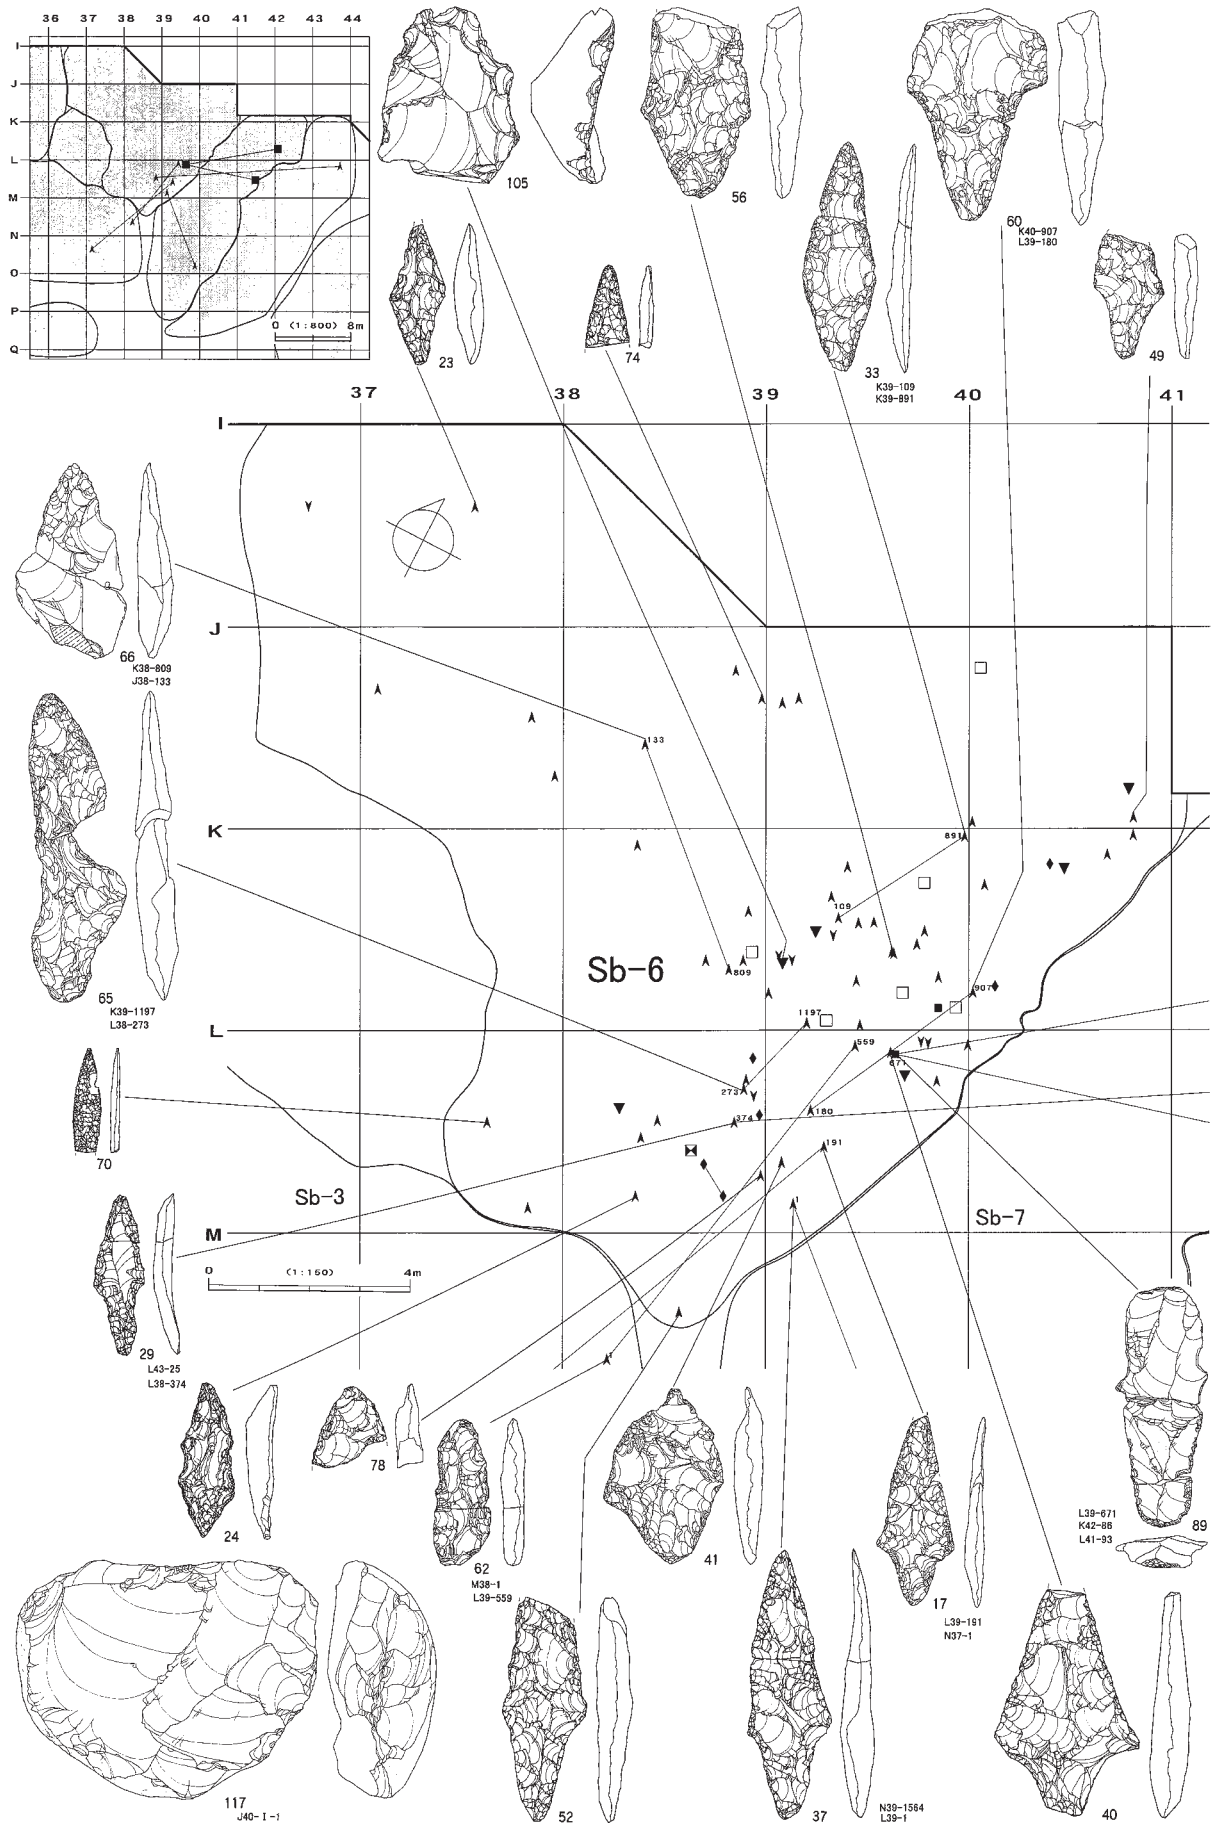 36 37 38 39 40 41 42 43 44
I
J
K
L
M
N
O
P
Q
0 (1:800) 8m
105
56
60
K40-907
L39-180
23
74
33
K39-109
K39-891
49
37 38 39 40 41
I
66
K38-809
J38-133
J
133
K
891
109
65
K39-1197
L38-273
Sb-6
809
907
1197
L
559
671
273
374
180
191
70
Sb-3
1
Sb-7
M
0 (1:160) 4m
29
L43-25
L38-374
1
24
78
62
M38-1
L39-559
41
17
L39-191
N37-1
L39-671
K42-86
L41-93
89
117
J40-I-1
52
37
N39-1564
L39-1
40